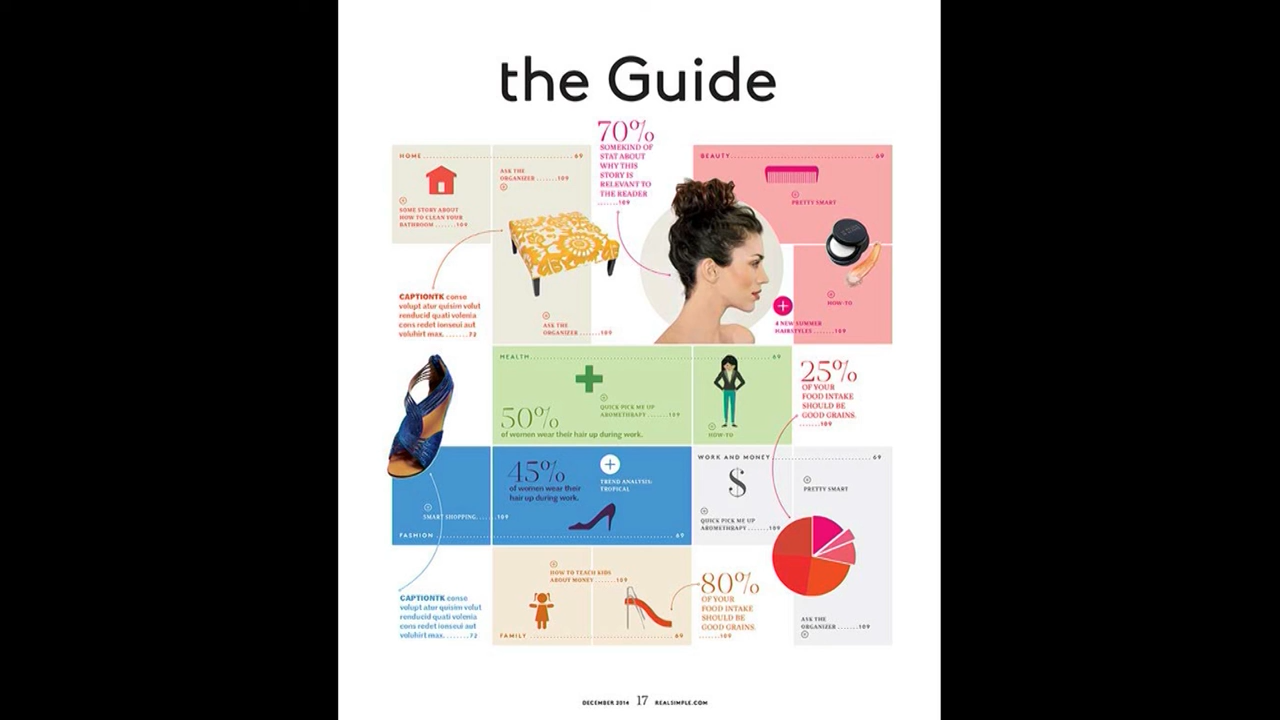 the Guide
70%
SOMEKIND OF
STAT ABOUT
WHY THIS
STORY IS
RELEVANT TO
THE READER
.......189
HOME 69
SOME STORY ABOUT
HOW TO CLEAN YOUR
BATHROOM.......109
ASK THE
ORGANIZER.......109
CAPTIONTK conse
volupt atur quisim volut
renducid quati volenia
cons redet ionseui aut
voluhirt max. .......72
ASK THE
ORGANIZER.......109
BEAUTY 69
PRETTY SMART
HOW-TO
4 NEW SUMMER
HAIRSTYLES.......109
HEALTH 69
50%
of women wear their hair up during work.
QUICK PICK ME UP
AROMETHRAPY.......109
HOW-TO
25%
OF YOUR
FOOD INTAKE
SHOULD BE
GOOD GRAINS.
.......189
45%
of women wear their
hair up during work.
TREND ANALYSIS:
TROPICAL
SMART SHOPPING.......109
FASHION 69
WORK AND MONEY 69
$
QUICK PICK ME UP
AROMETHRAPY.......109
PRETTY SMART
ASK THE
ORGANIZER.......109
CAPTIONTK conse
volupt atur quisim volut
renducid quati volenia
cons redet ionseui aut
voluhirt max. .......72
HOW TO TEACH KIDS
ABOUT MONEY.......109
FAMILY 69
80%
OF YOUR
FOOD INTAKE
SHOULD BE
GOOD GRAINS.
.......189
DECEMBER 2014 17 REALSIMPLE.COM